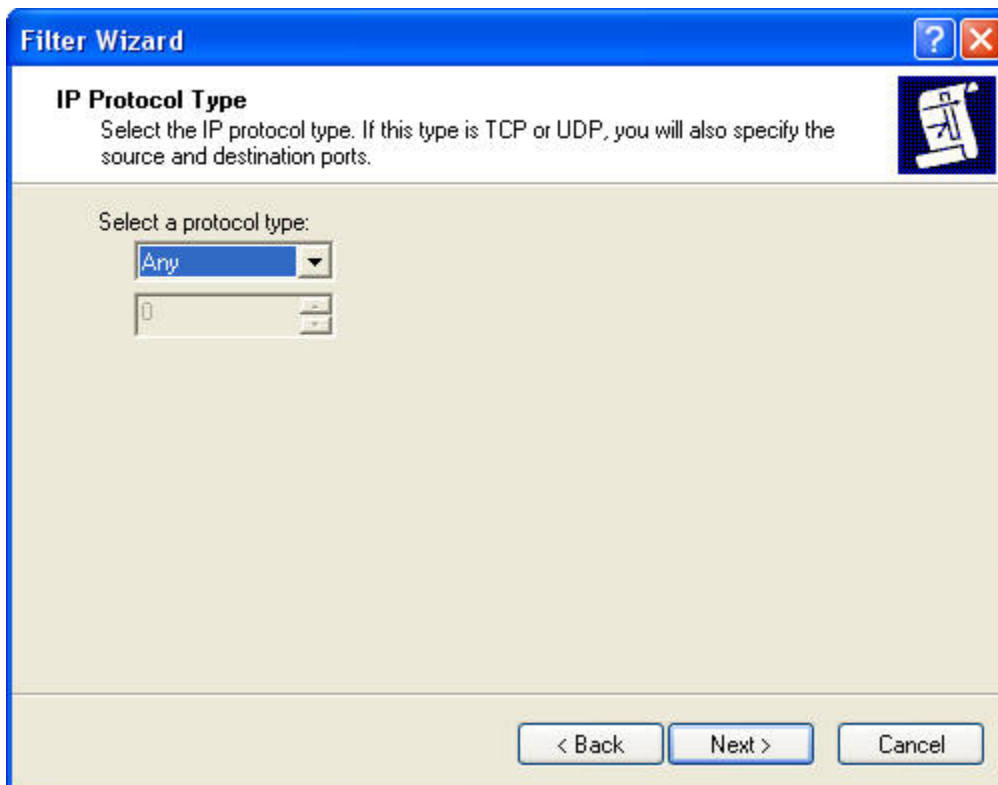 Filter Wizard
IP Protocol Type
Select the IP protocol type. If this type is TCP or UDP, you will also specify the
source and destination ports.
Select a protocol type:
Any
0
< Back
Next >
Cancel